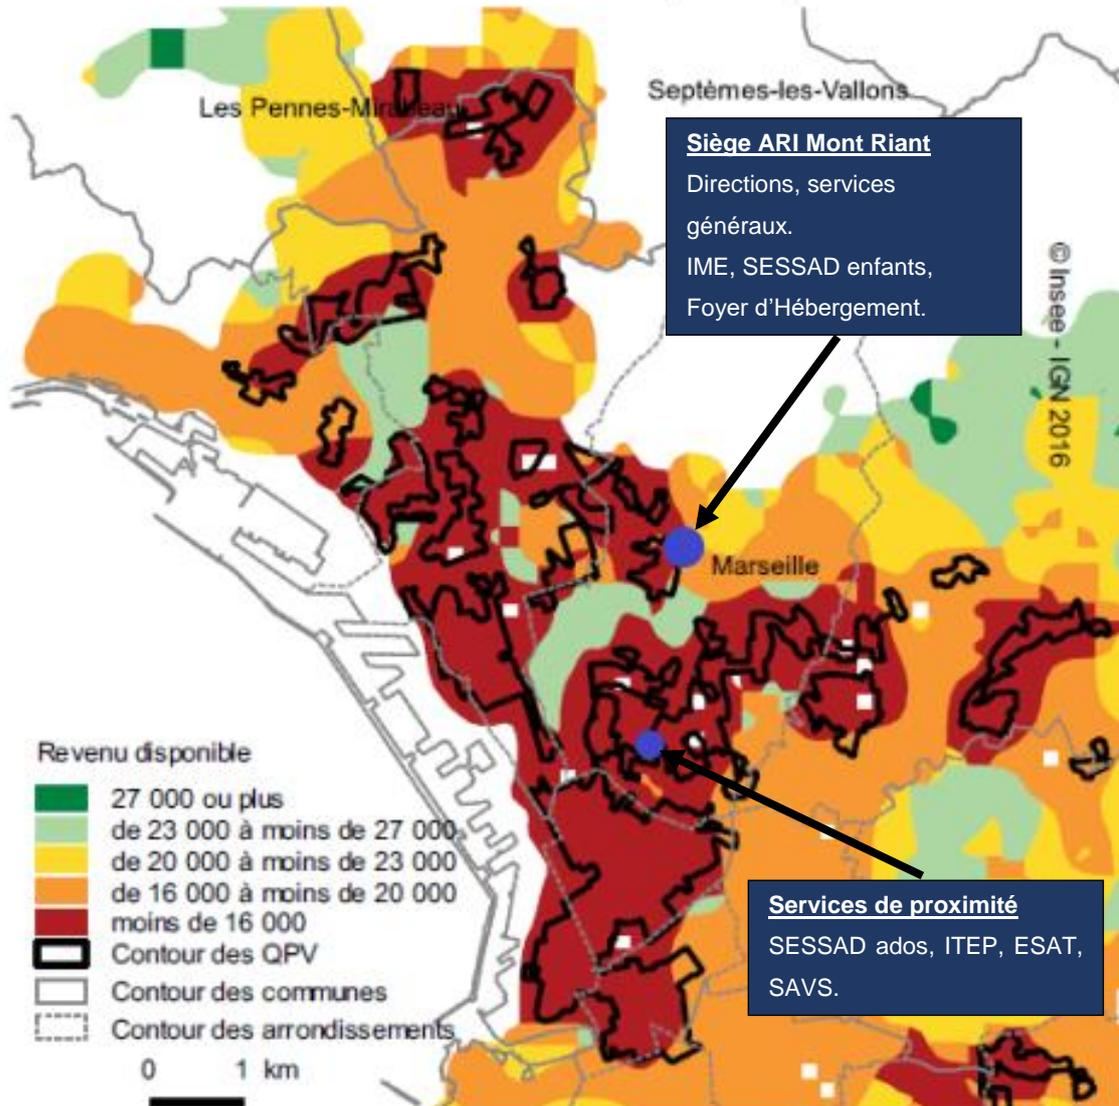 Les Pennes-Mirabeau
Septèmes-les-Vallons
Siège ARI Mont Riant
Directions, services
généraux.
IME, SESSAD enfants,
Foyer d'Hébergement.
© Insee - IGN 2016
Marseille
Revenu disponible
27 000 ou plus
de 23 000 à moins de 27 000
de 20 000 à moins de 23 000
de 16 000 à moins de 20 000
moins de 16 000
Contour des QPV
Contour des communes
Contour des arrondissements
0 1 km
Services de proximité
SESSAD ados, ITEP, ESAT,
SAVS.